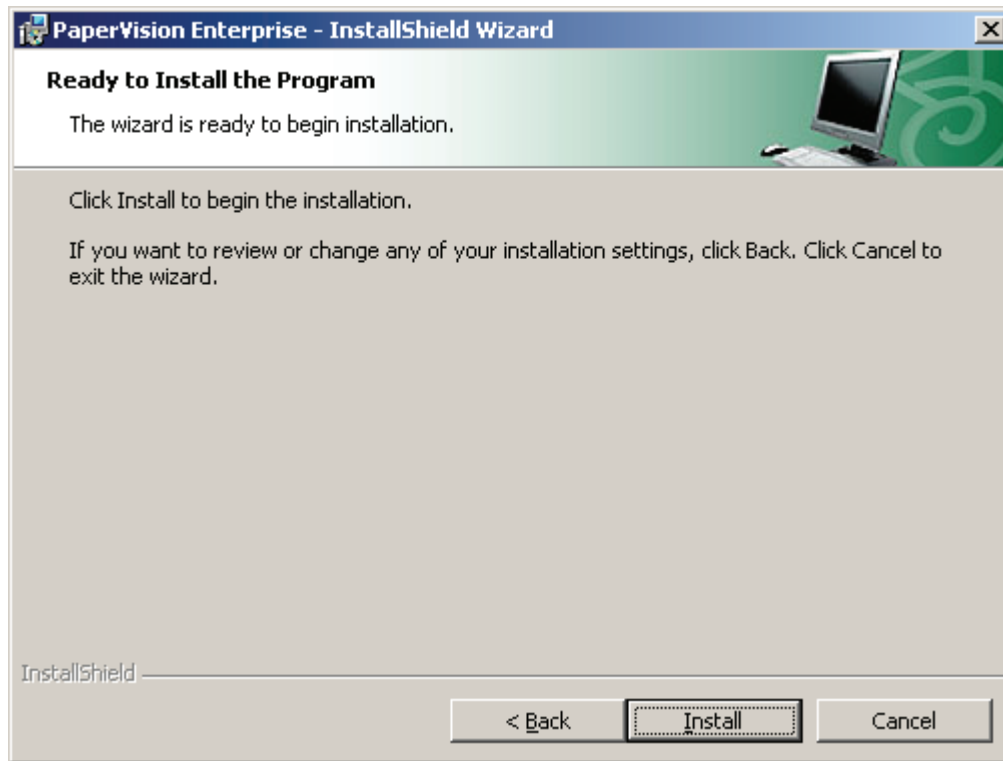 PaperVision Enterprise - InstallShield Wizard
Ready to Install the Program
The wizard is ready to begin installation.
Click Install to begin the installation.
If you want to review or change any of your installation settings, click Back. Click Cancel to
exit the wizard.
InstallShield
< Back
Install
Cancel